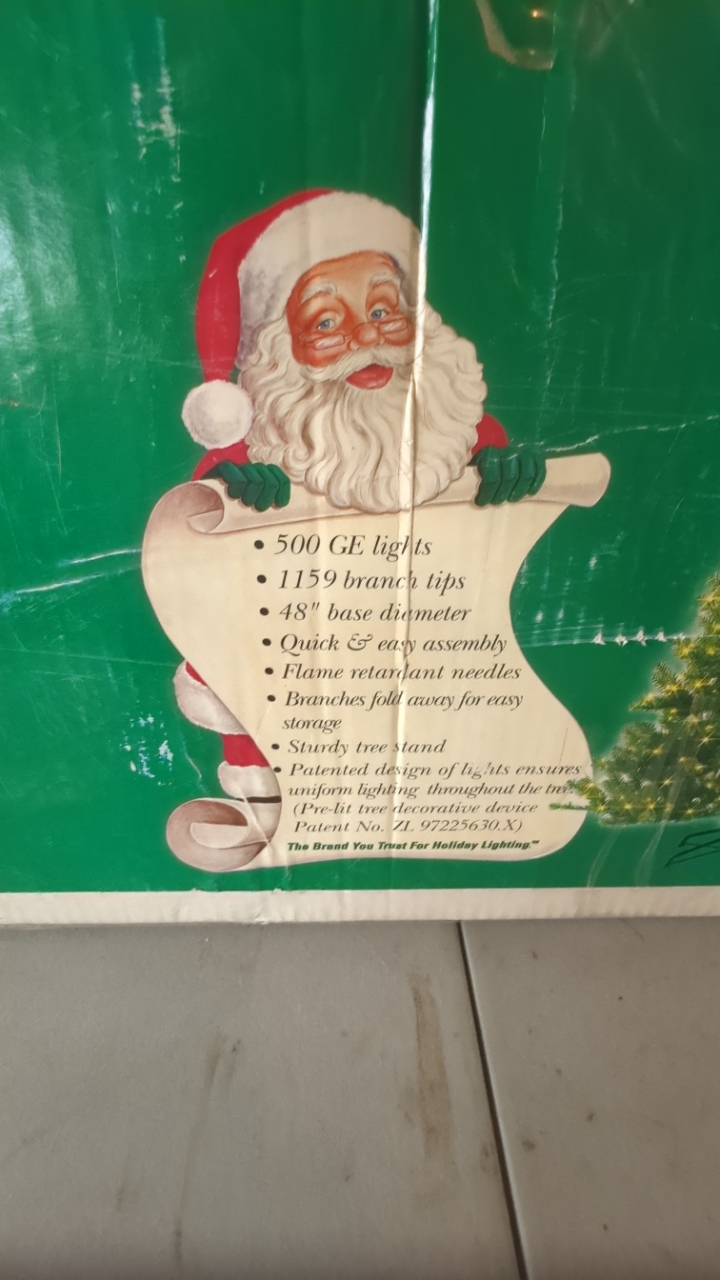 • 500 GE lights
• 1159 branch tips
• 48" base diameter
• Quick & easy assembly
• Flame retardant needles
• Branches fold away for easy
storage
• Sturdy tree stand
• Patented design of lights ensures
uniform lighting throughout the tree.
(Pre-lit tree decorative device
Patent No. ZL 97225630.X)
The Brand You Trust For Holiday Lighting.™